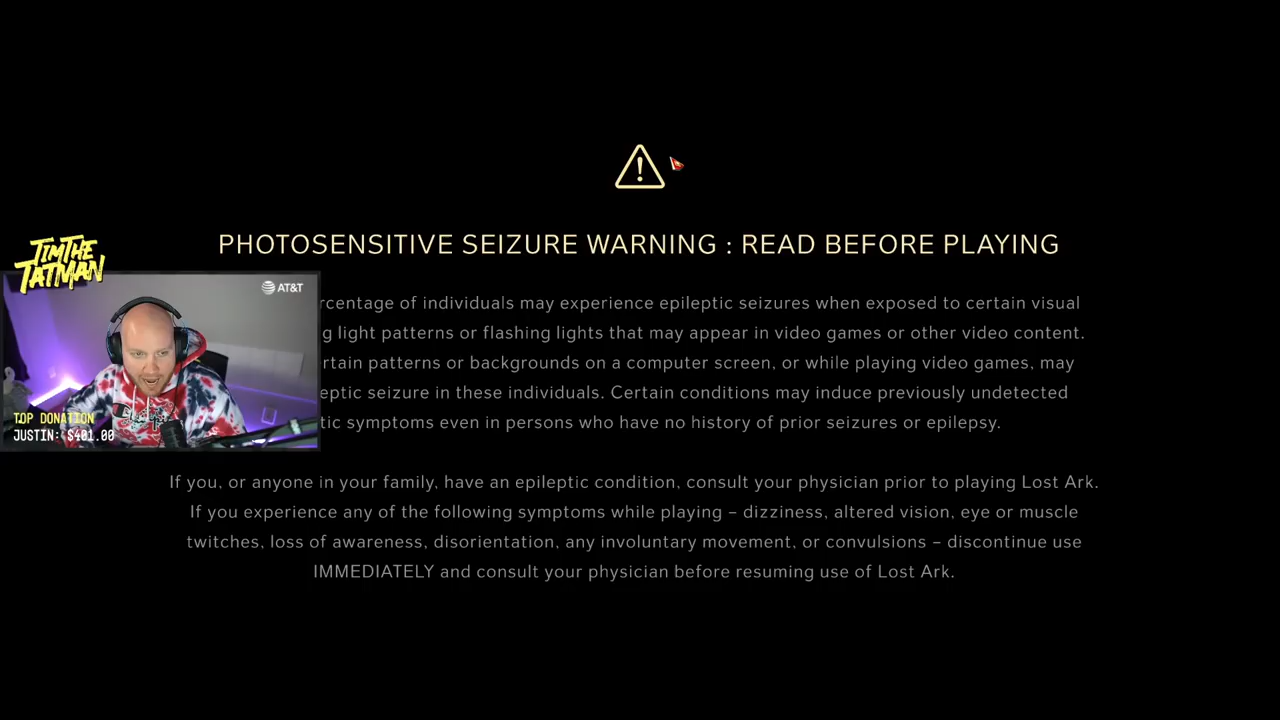 PHOTOSENSITIVE SEIZURE WARNING : READ BEFORE PLAYING
TIMTHE
TATMAN
AT&T
of individuals may experience epileptic seizures when exposed to certain visual
light patterns or flashing lights that may appear in video games or other video content.
patterns or backgrounds on a computer screen, or while playing video games, may
seizure in these individuals. Certain conditions may induce previously undetected
symptoms even in persons who have no history of prior seizures or epilepsy.
TOP DONATION
JUSTIN: $401.00
If you, or anyone in your family, have an epileptic condition, consult your physician prior to playing Lost Ark.
If you experience any of the following symptoms while playing – dizziness, altered vision, eye or muscle
twitches, loss of awareness, disorientation, any involuntary movement, or convulsions – discontinue use
IMMEDIATELY and consult your physician before resuming use of Lost Ark.